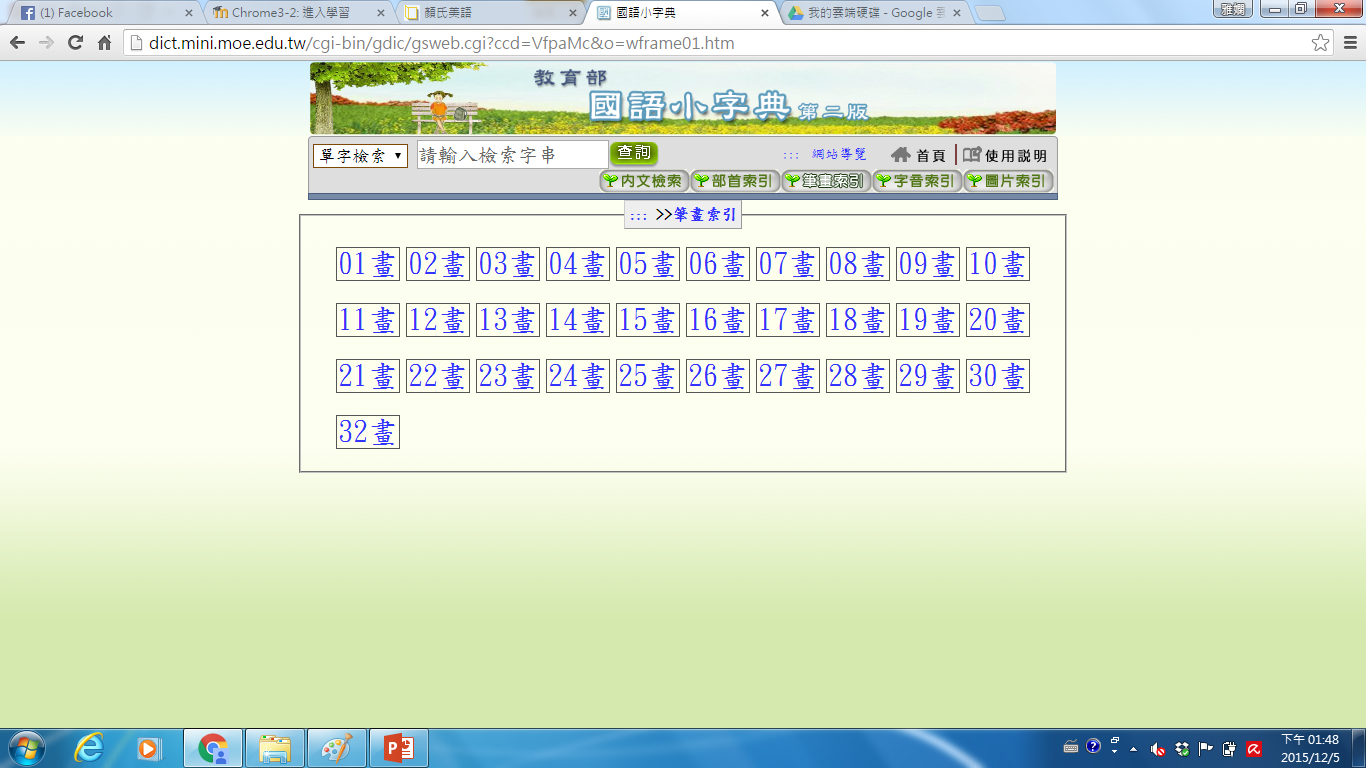 (1) Facebook
Chrome3-2: 進入學習
顏氏美語
國語小字典
我的雲端硬碟 - Google 雲
雅嫻
dict.mini.moe.edu.tw/cgi-bin/gdic/gsweb.cgi?ccd=VfpaMc&o=wframe01.htm
教育部
國語小字典 第二版
單字檢索 請輸入檢索字串 查詢 ::: 網站導覽 首頁 使用說明
內文檢索 部首索引 筆畫索引 字音索引 圖片索引
::: >>筆畫索引
01畫 02畫 03畫 04畫 05畫 06畫 07畫 08畫 09畫 10畫
11畫 12畫 13畫 14畫 15畫 16畫 17畫 18畫 19畫 20畫
21畫 22畫 23畫 24畫 25畫 26畫 27畫 28畫 29畫 30畫
32畫
下午 01:48
2015/12/5